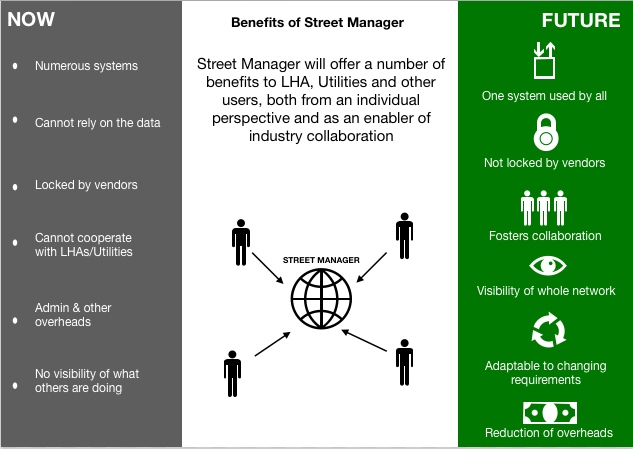 NOW
Numerous systems
Cannot rely on the data
Locked by vendors
Cannot cooperate
with LHAs/Utilities
Admin & other
overheads
No visibility of what
others are doing
Benefits of Street Manager
Street Manager will offer a number of
benefits to LHA, Utilities and other
users, both from an individual
perspective and as an enabler of
industry collaboration
STREET MANAGER
FUTURE
One system used by all
Not locked by vendors
Fosters collaboration
Visibility of whole network
Adaptable to changing
requirements
Reduction of overheads